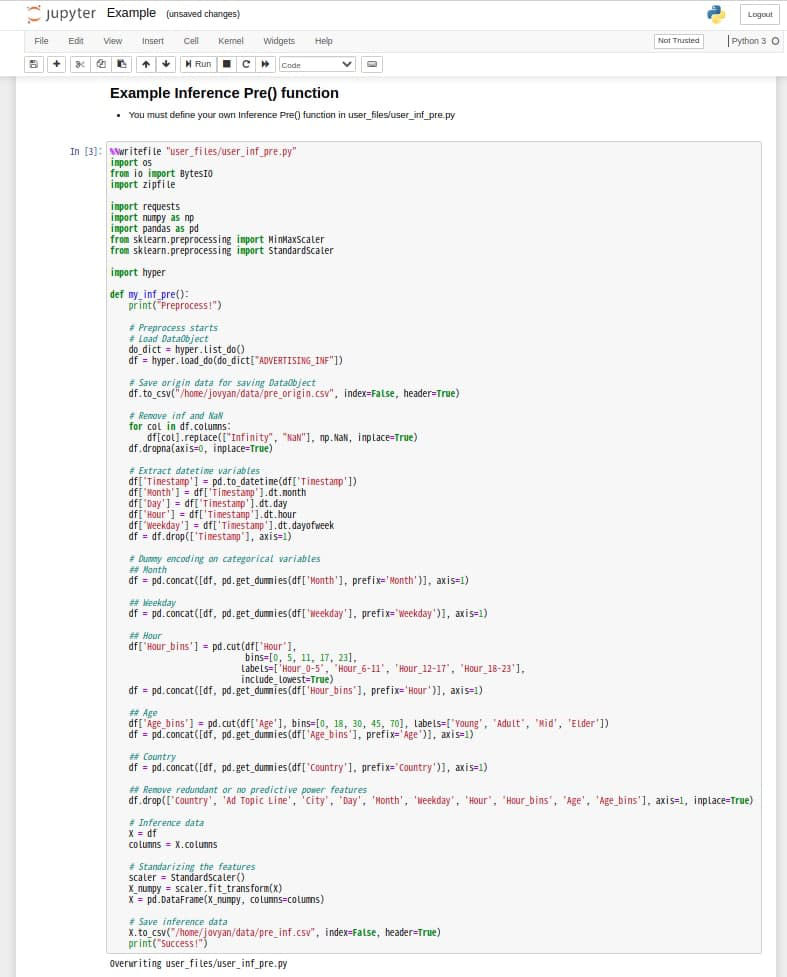 jupyter Example (unsaved changes)
Logout
File Edit View Insert Cell Kernel Widgets Help
Not Trusted
Python 3
Run
Code
Example Inference Pre() function
• You must define your own Inference Pre() function in user_files/user_inf_pre.py
In [3]: %%writefile "user_files/user_inf_pre.py"
import os
from io import BytesIO
import zipfile
import requests
import numpy as np
import pandas as pd
from sklearn.preprocessing import MinMaxScaler
from sklearn.preprocessing import StandardScaler
import hyper
def my_inf_pre():
print("Preprocess!")
# Preprocess starts
# Load DataObject
do_dict = hyper.list_do()
df = hyper.load_do(do_dict["ADVERTISING_INF"])
# Save origin data for saving DataObject
df.to_csv("/home/jovyan/data/pre_origin.csv", index=False, header=True)
# Remove inf and NaN
for col in df.columns:
df[col].replace(["Infinity", "NaN"], np.NaN, inplace=True)
df.dropna(axis=0, inplace=True)
# Extract datetime variables
df['Timestamp'] = pd.to_datetime(df['Timestamp'])
df['Month'] = df['Timestamp'].dt.month
df['Day'] = df['Timestamp'].dt.day
df['Hour'] = df['Timestamp'].dt.hour
df['Weekday'] = df['Timestamp'].dt.dayofweek
df = df.drop(['Timestamp'], axis=1)
# Dummy encoding on categorical variables
## Month
df = pd.concat([df, pd.get_dummies(df['Month'], prefix='Month')], axis=1)
## Weekday
df = pd.concat([df, pd.get_dummies(df['Weekday'], prefix='Weekday')], axis=1)
## Hour
df['Hour_bins'] = pd.cut(df['Hour'],
bins=[0, 5, 11, 17, 23],
labels=['Hour_0-5', 'Hour_6-11', 'Hour_12-17', 'Hour_18-23'],
include_lowest=True)
df = pd.concat([df, pd.get_dummies(df['Hour_bins'], prefix='Hour')], axis=1)
## Age
df['Age_bins'] = pd.cut(df['Age'], bins=[0, 18, 30, 45, 70], labels=['Young', 'Adult', 'Mid', 'Elder'])
df = pd.concat([df, pd.get_dummies(df['Age_bins'], prefix='Age')], axis=1)
## Country
df = pd.concat([df, pd.get_dummies(df['Country'], prefix='Country')], axis=1)
## Remove redundant or no predictive power features
df.drop(['Country', 'Ad Topic Line', 'City', 'Day', 'Month', 'Weekday', 'Hour', 'Hour_bins', 'Age', 'Age_bins'], axis=1, inplace=True)
# Inference data
X = df
columns = X.columns
# Standarizing the features
scaler = StandardScaler()
X_numpy = scaler.fit_transform(X)
X = pd.DataFrame(X_numpy, columns=columns)
# Save inference data
X.to_csv("/home/jovyan/data/pre_inf.csv", index=False, header=True)
print("Success!")
Overwriting user_files/user_inf_pre.py